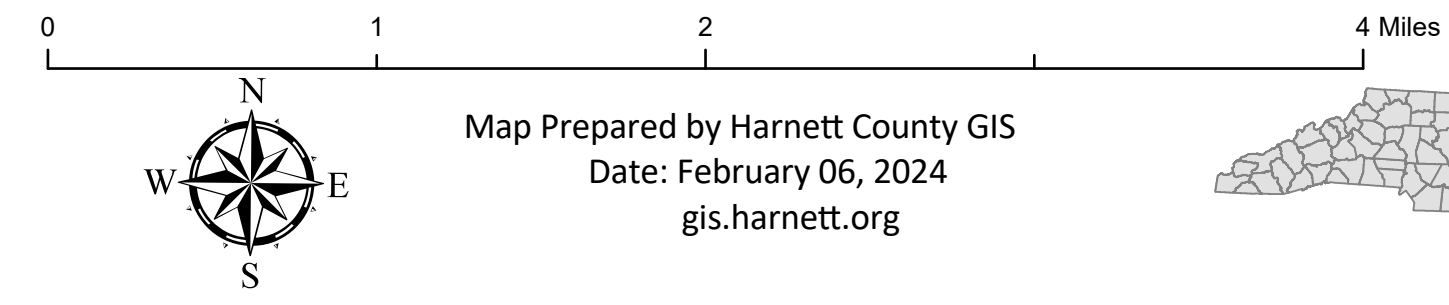 0 1 2 4 Miles
N
W E
S
Map Prepared by Harnett County GIS
Date: February 06, 2024
gis.harnett.org